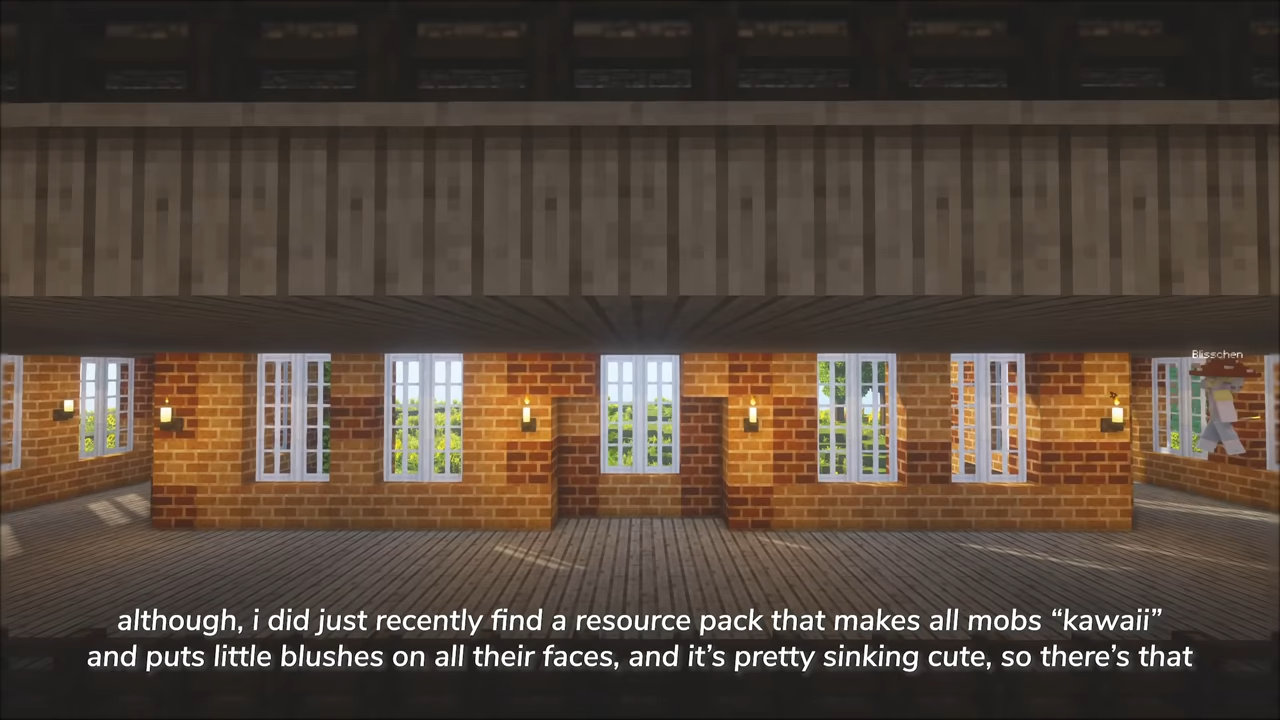 Blisschen
although, i did just recently find a resource pack that makes all mobs “kawaii”
and puts little blushes on all their faces, and it’s pretty sinking cute, so there’s that